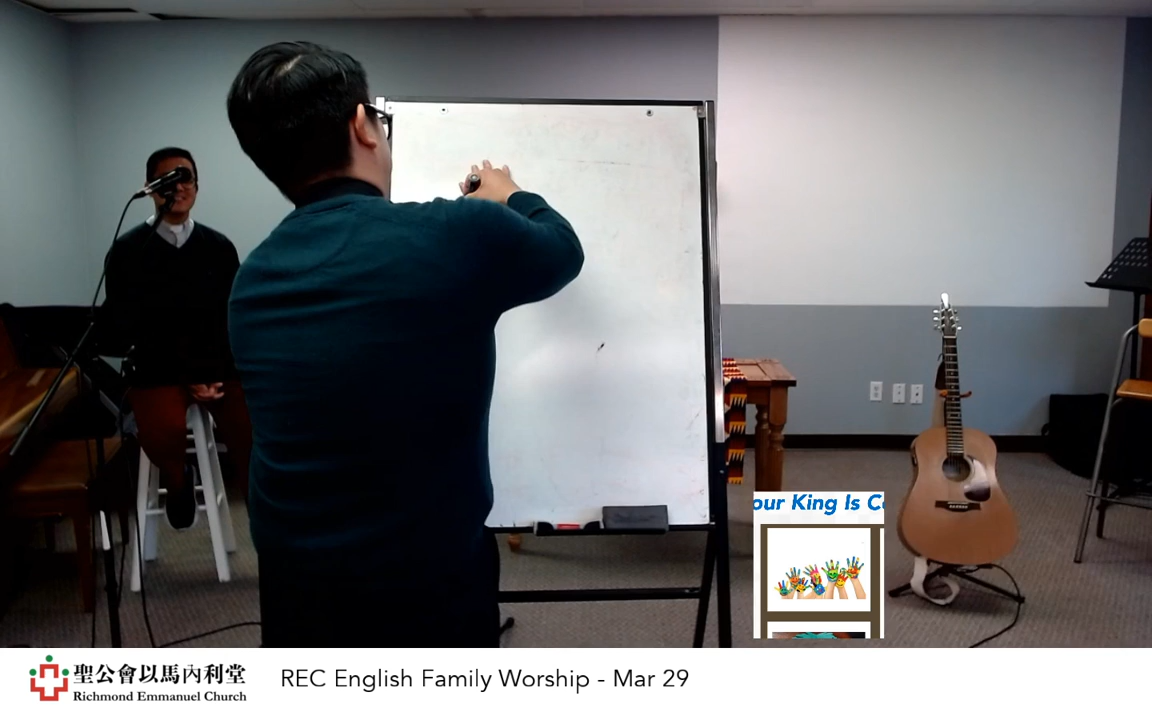 our King Is C
聖公會以馬內利堂
Richmond Emmanuel Church
REC English Family Worship - Mar 29